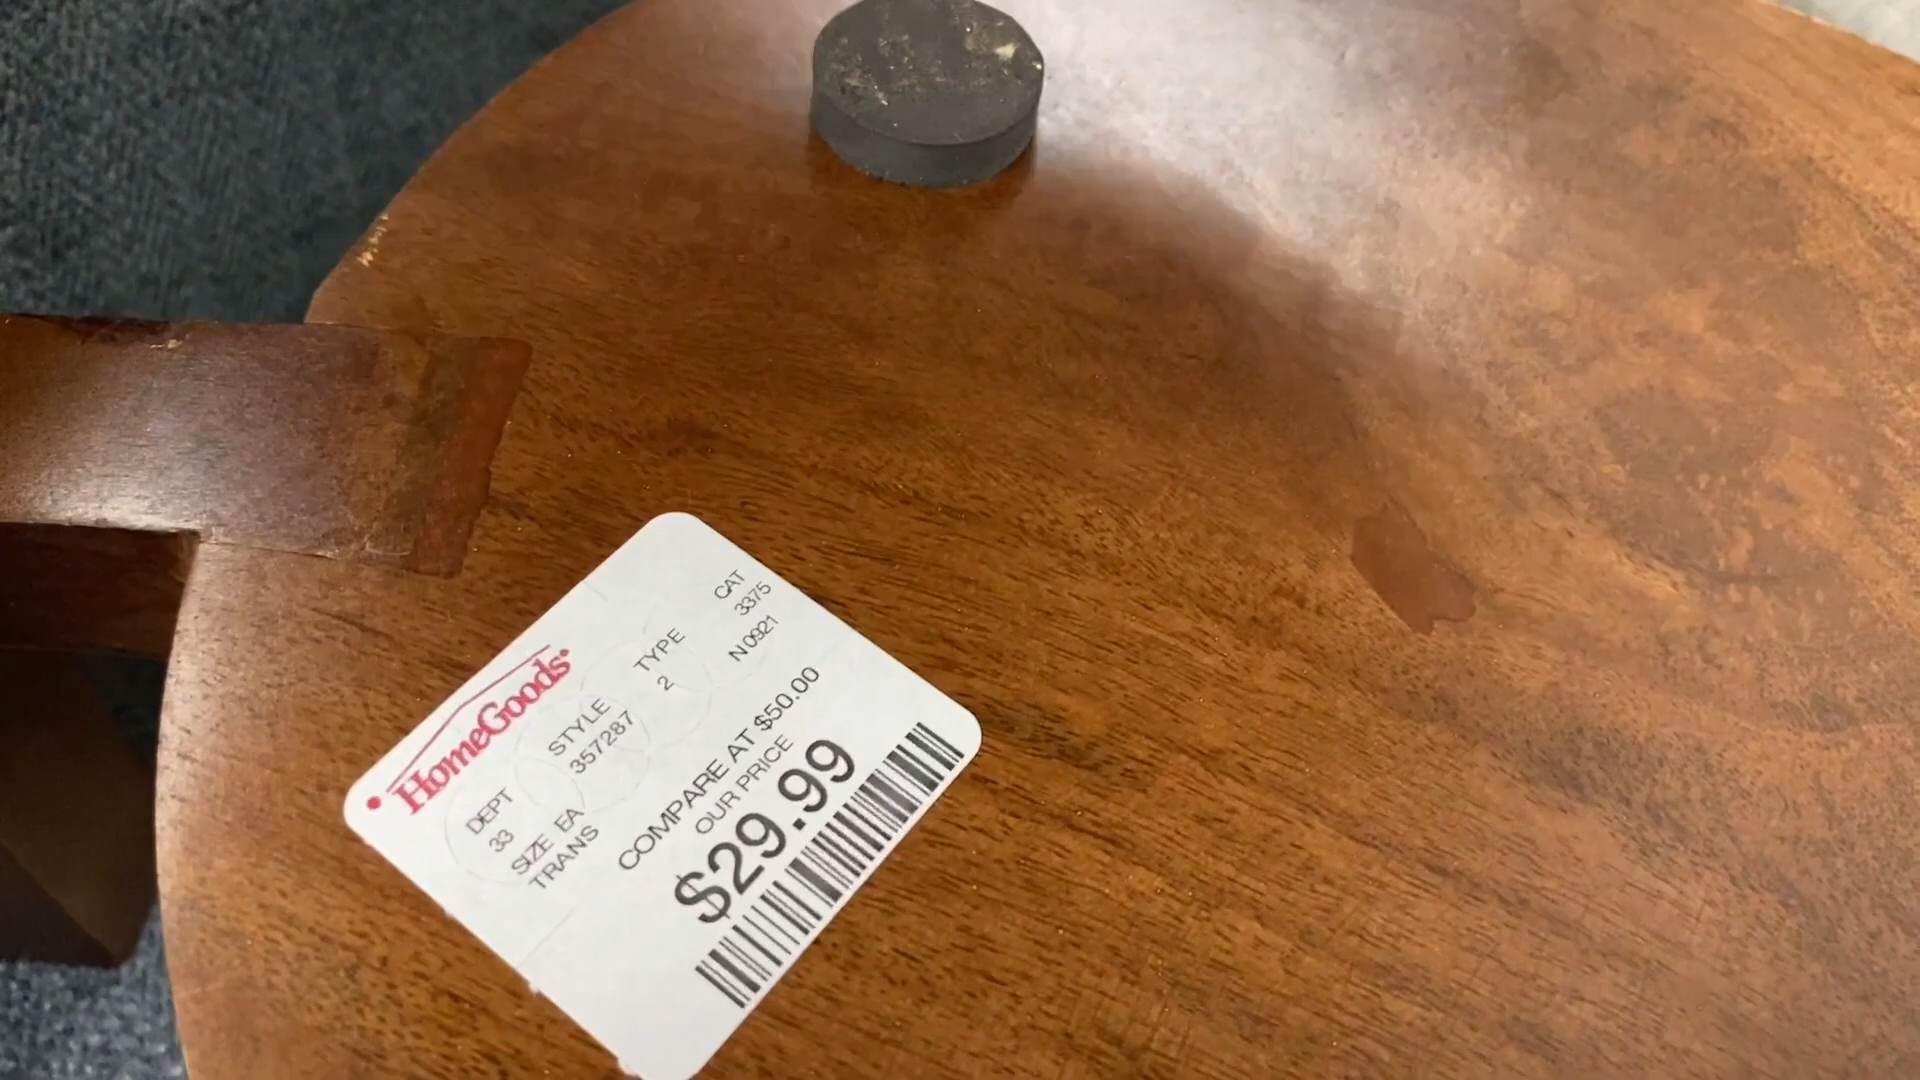 HomeGoods
DEPT STYLE TYPE CAT
33 357287 2 3375
SIZE EA N0921
TRANS
COMPARE AT $50.00
OUR PRICE
$29.99